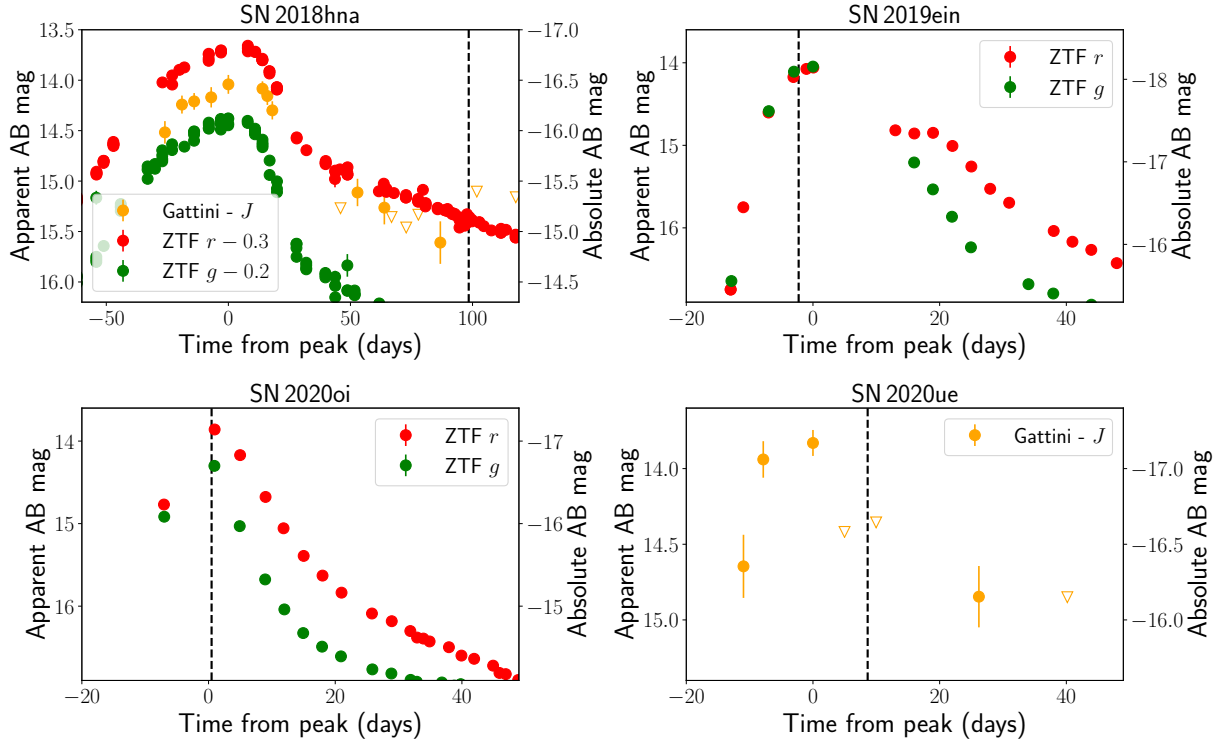 SN 2018hna
13.5
14.0
14.5
15.0
15.5
16.0
Apparent AB mag
−17.0
−16.5
−16.0
−15.5
−15.0
−14.5
Absolute AB mag
Gattini - J
ZTF r − 0.3
ZTF g − 0.2
−50
0
50
100
Time from peak (days)
SN 2019ein
14
15
16
Apparent AB mag
−18
−17
−16
Absolute AB mag
ZTF r
ZTF g
−20
0
20
40
Time from peak (days)
SN 2020oi
14
15
16
Apparent AB mag
−17
−16
−15
Absolute AB mag
ZTF r
ZTF g
−20
0
20
40
Time from peak (days)
SN 2020ue
14.0
14.5
15.0
Apparent AB mag
−17.0
−16.5
−16.0
Absolute AB mag
Gattini - J
−20
0
20
40
Time from peak (days)